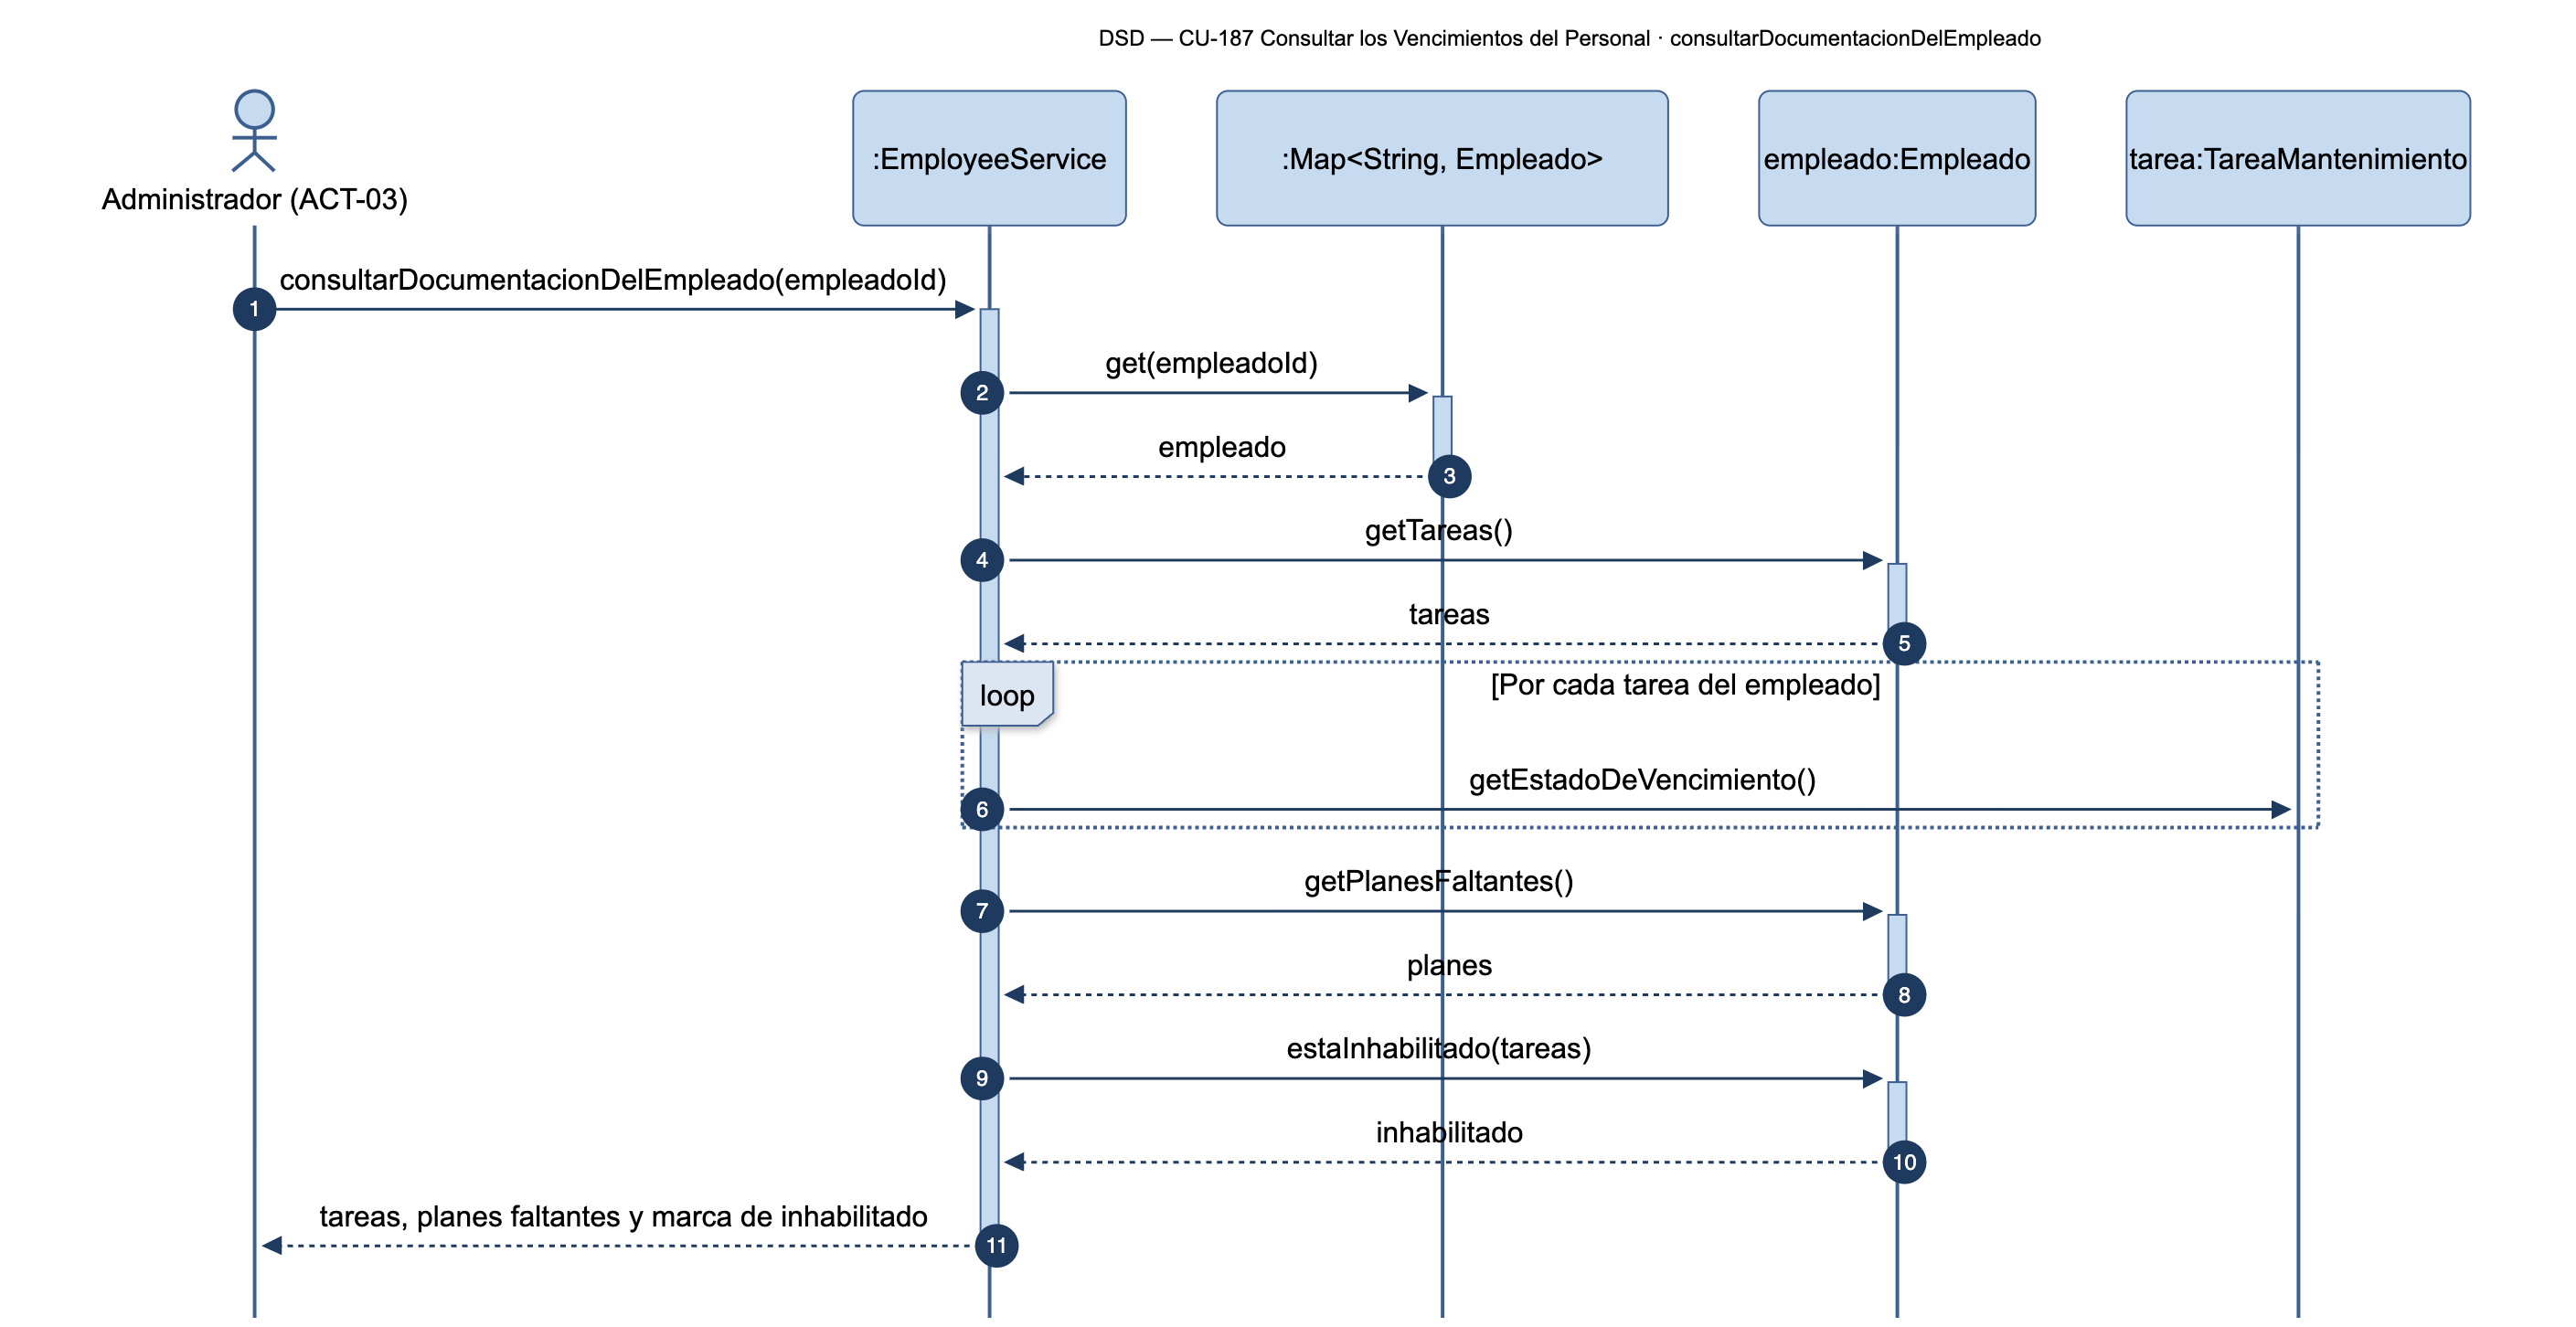 DSD — CU-187 Consultar los Vencimientos del Personal · consultarDocumentacionDelEmpleado
Administrador (ACT-03)
:EmployeeService
:Map<String, Empleado>
empleado:Empleado
tarea:TareaMantenimiento
consultarDocumentacionDelEmpleado(empleadoId)
1
get(empleadoId)
2
empleado
3
getTareas()
4
tareas
5
loop
[Por cada tarea del empleado]
getEstadoDeVencimiento()
6
getPlanesFaltantes()
7
planes
8
estaInhabilitado(tareas)
9
inhabilitado
10
tareas, planes faltantes y marca de inhabilitado
11